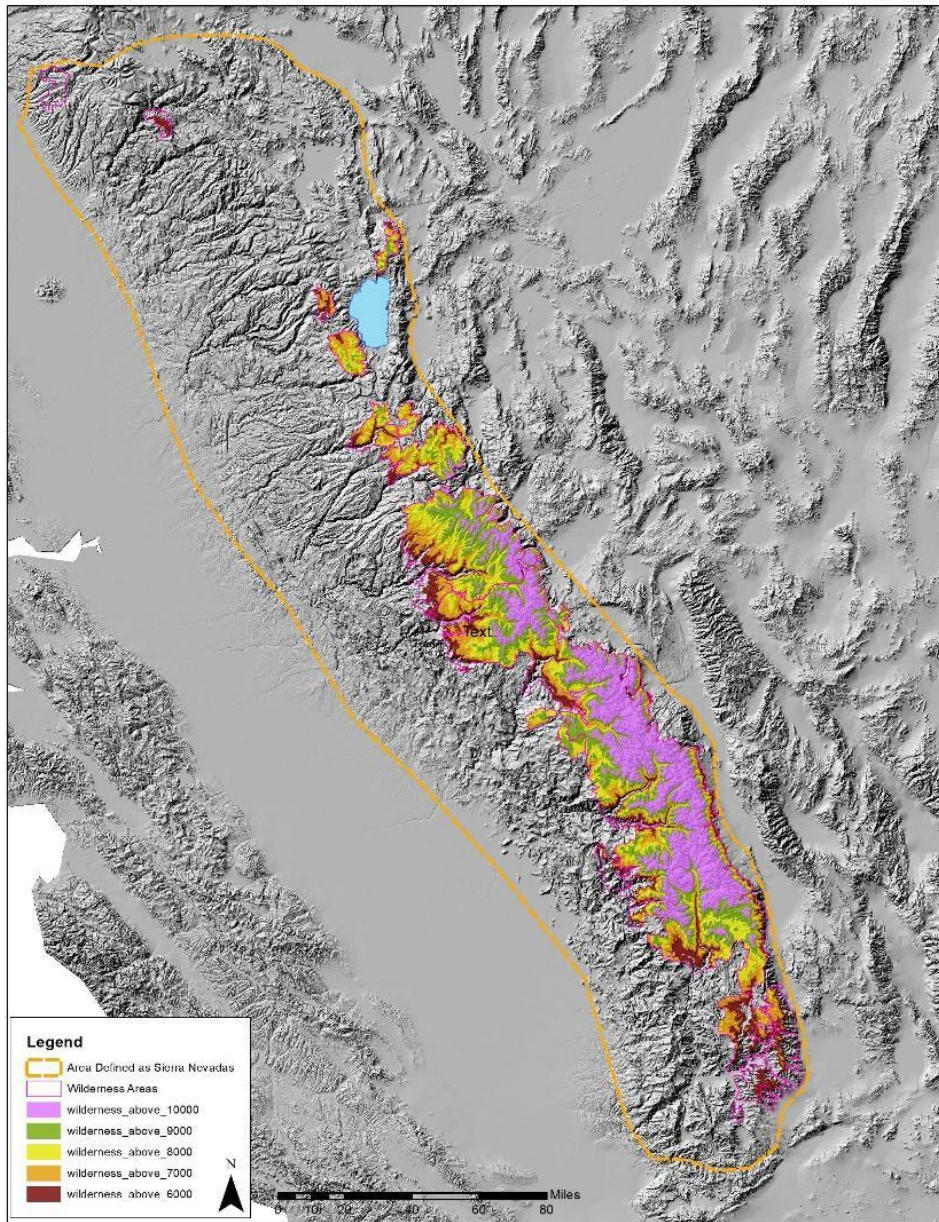 Text
Legend
Area Defined as Sierra Nevadas
Wilderness Areas
wilderness_above_10000
wilderness_above_9000
wilderness_above_8000
wilderness_above_7000
wilderness_above_6000
N
Miles
0 10 20 40 60 80